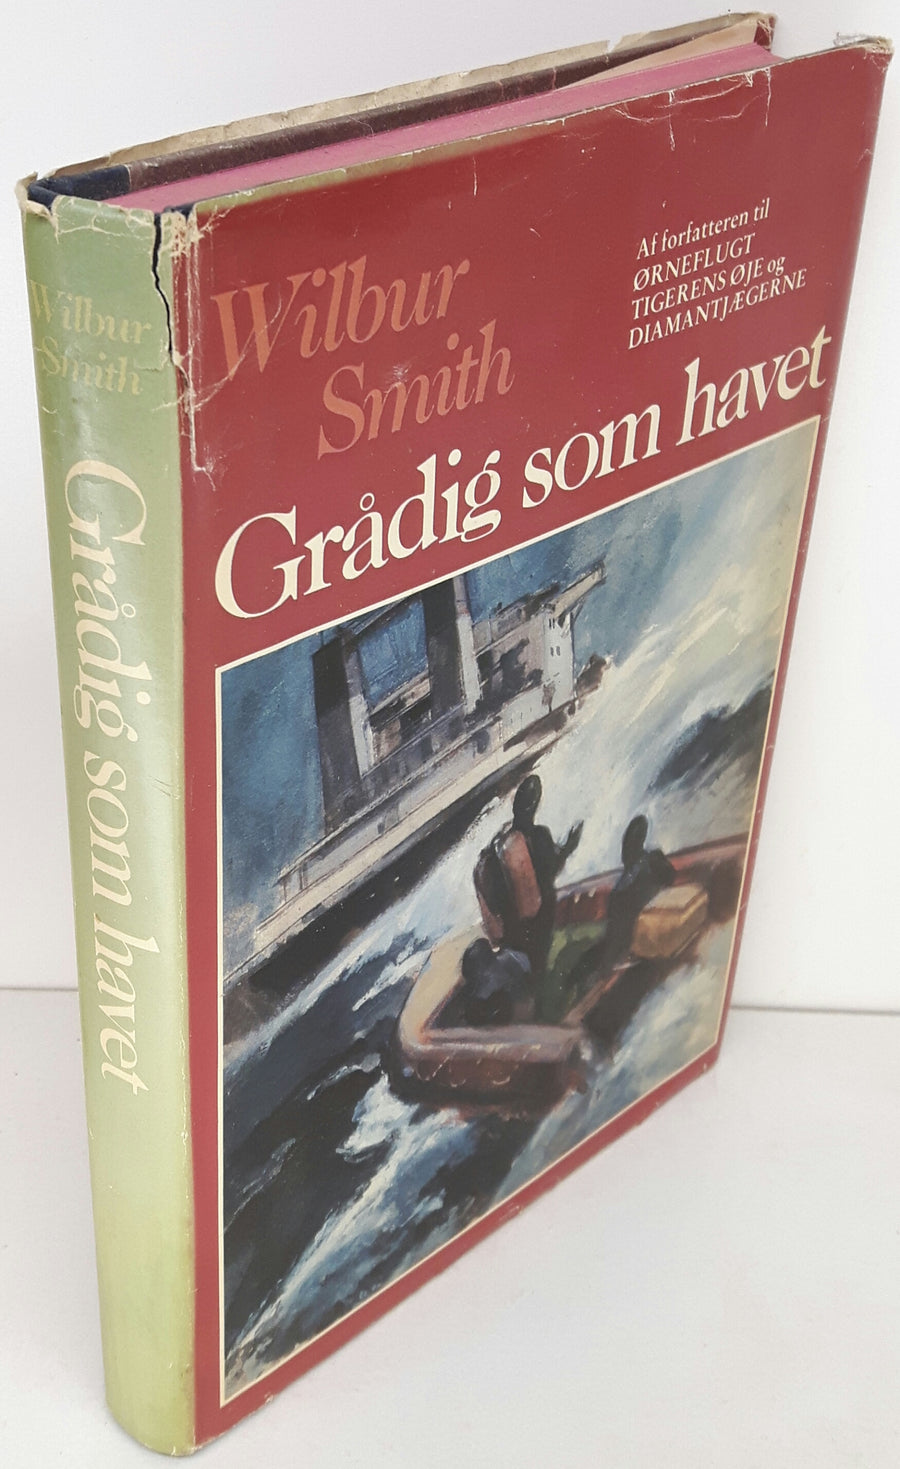 Wilbur
Smith
Grådig som havet
Wilbur
Smith
Af forfatteren til
ØRNEFLUGT
TIGERENS ØJE og
DIAMANTJÆGERNE
Grådig som havet